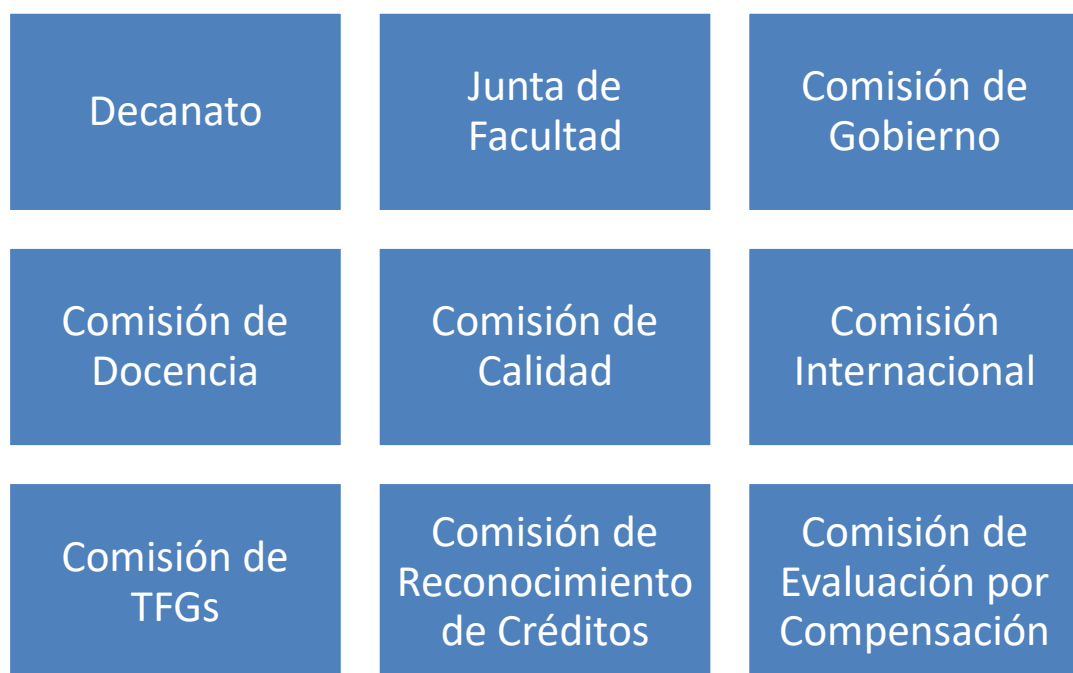 Decanato
Junta de
Facultad
Comisión de
Gobierno
Comisión de
Docencia
Comisión de
Calidad
Comisión
Internacional
Comisión de
TFGs
Comisión de
Reconocimiento
de Créditos
Comisión de
Evaluación por
Compensación